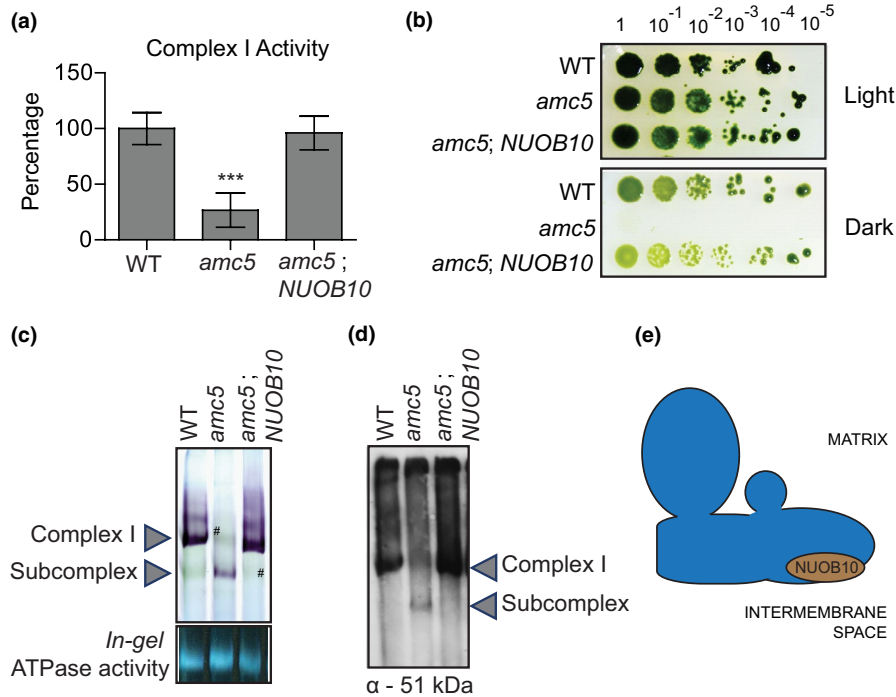 (a)
Complex I Activity
Percentage
150
100
50
0
***
WT
amc5
amc5 ;
NUOB10
(b)
1 10-1 10-2 10-3 10-4 10-5
WT
amc5
amc5; NUOB10
Light
WT
amc5
amc5; NUOB10
Dark
(c)
WT
amc5
amc5 ;
NUOB10
Complex I
#
Subcomplex
#
In-gel
ATPase activity
(d)
WT
amc5
amc5 ;
NUOB10
Complex I
Subcomplex
α - 51 kDa
(e)
MATRIX
NUOB10
INTERMEMBRANE
SPACE